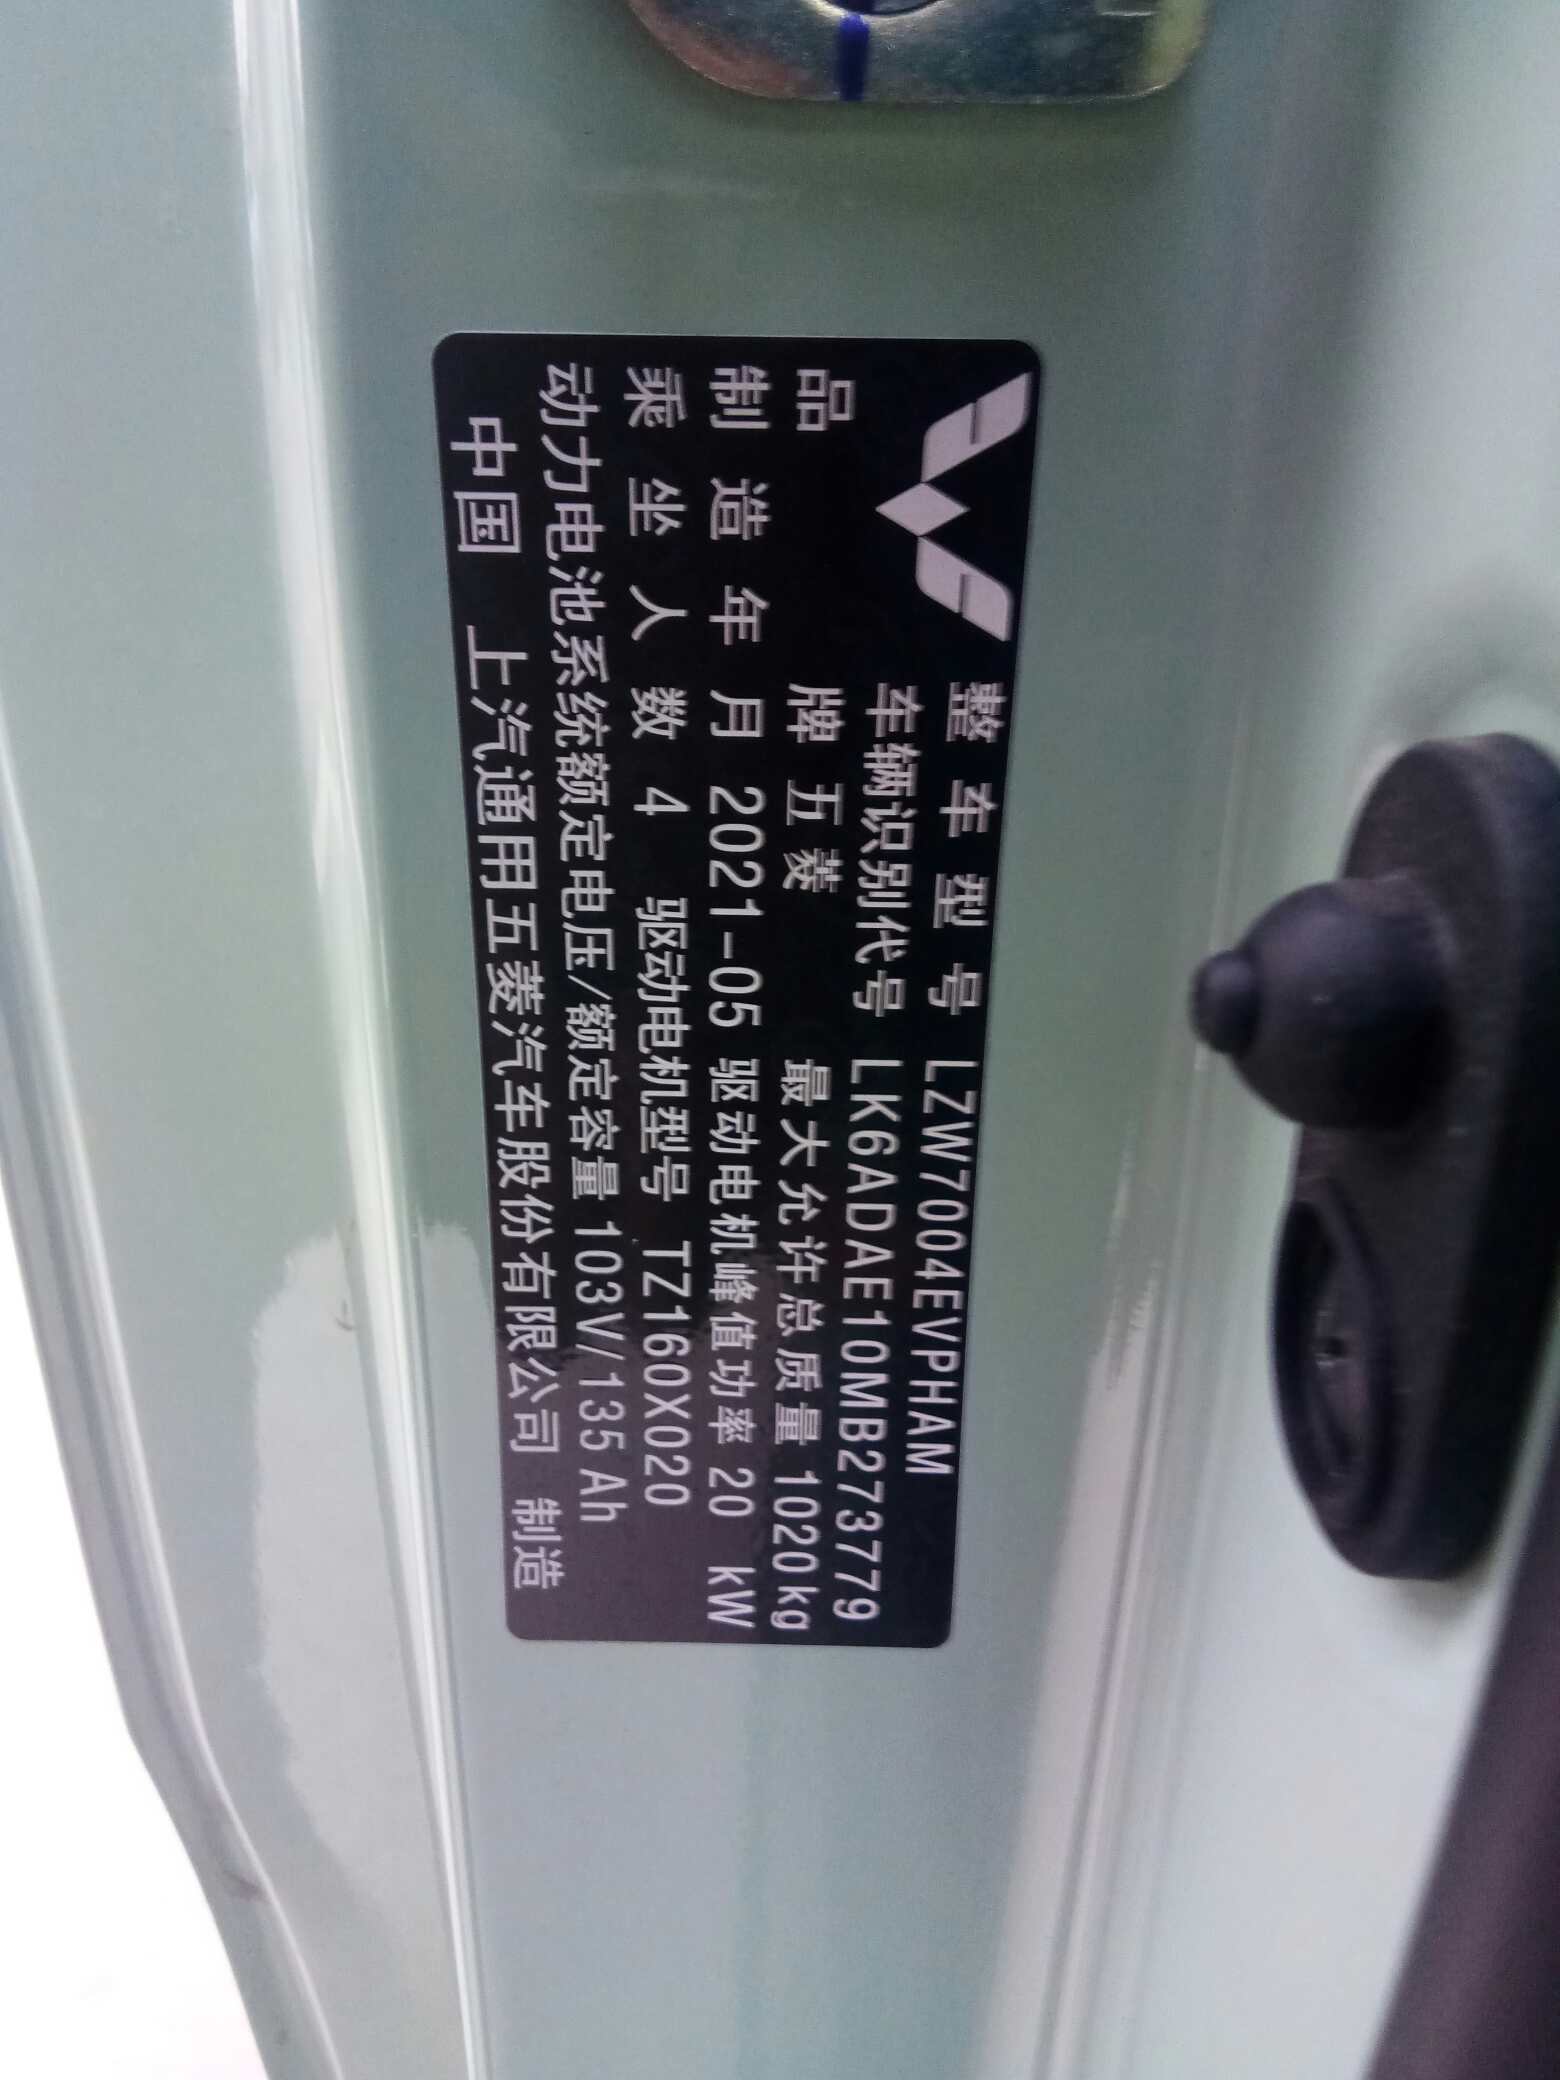 整车型号 LZW7004EVPHAM
车辆识别代号 LK6ADAE10MB273779
品牌 五菱 最大允许总质量 1020kg
制造年月 2021-05 驱动电机峰值功率 20 kW
乘坐人数 4 驱动电机型号 TZ160X020
动力电池系统额定电压/额定容量 103V/135Ah
中国 上汽通用五菱汽车股份有限公司 制造